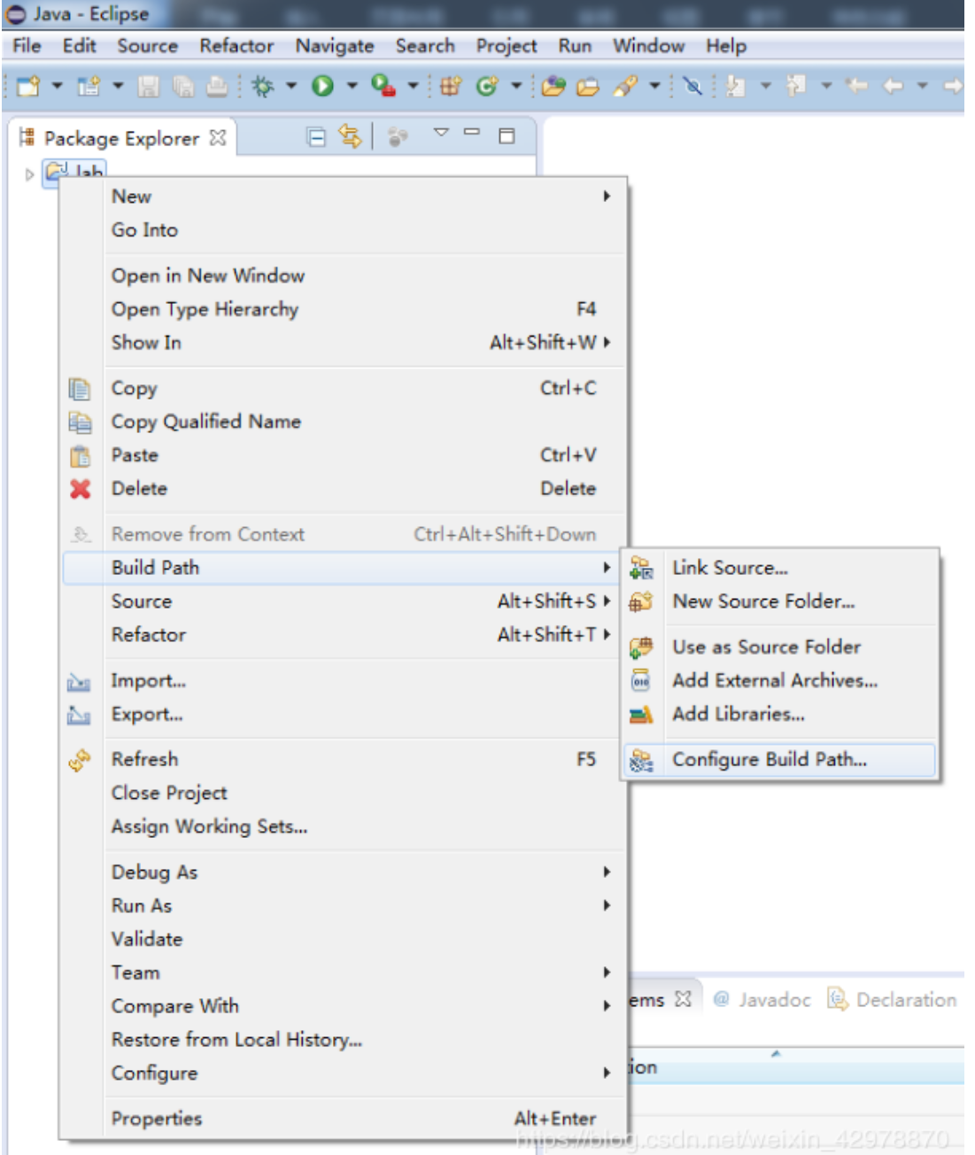 Java - Eclipse
File Edit Source Refactor Navigate Search Project Run Window Help
Package Explorer
New
Go Into
Open in New Window
Open Type Hierarchy F4
Show In Alt+Shift+W
Copy Ctrl+C
Copy Qualified Name
Paste Ctrl+V
Delete Delete
Remove from Context Ctrl+Alt+Shift+Down
Build Path
Source Alt+Shift+S
Refactor Alt+Shift+T
Import...
Export...
Refresh F5
Close Project
Assign Working Sets...
Debug As
Run As
Validate
Team
Compare With
Restore from Local History...
Configure
Properties Alt+Enter
Link Source...
New Source Folder...
Use as Source Folder
Add External Archives...
Add Libraries...
Configure Build Path...
ems @ Javadoc Declaration
ion
https://blog.csdn.net/weixin_42978870